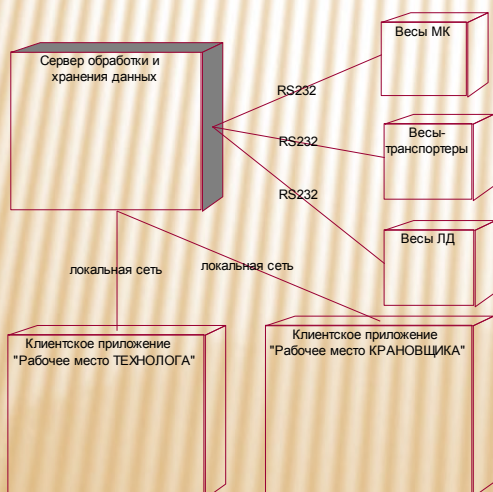 Сервер обработки и
хранения данных
Весы МК
RS232
RS232
Весы-
транспортеры
RS232
Весы ЛД
локальная сеть
локальная сеть
Клиентское приложение
"Рабочее место ТЕХНОЛОГА"
Клиентское приложение
"Рабочее место КРАНОВЩИКА"